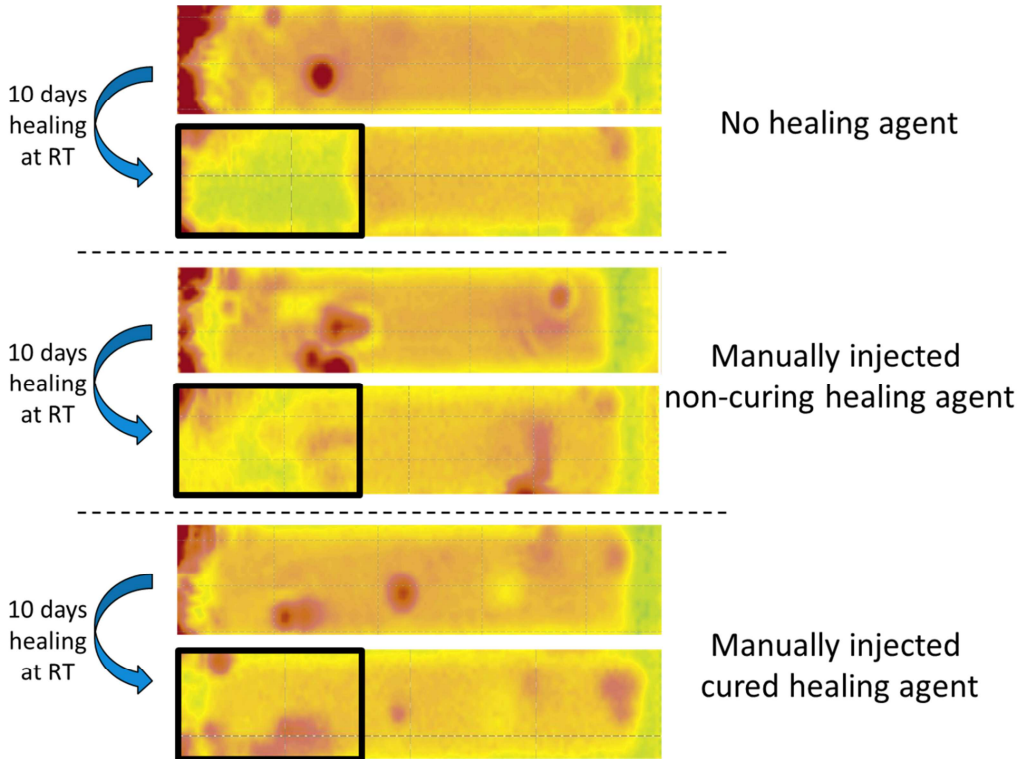 10 days
healing
at RT
No healing agent
10 days
healing
at RT
Manually injected
non-curing healing agent
10 days
healing
at RT
Manually injected
cured healing agent